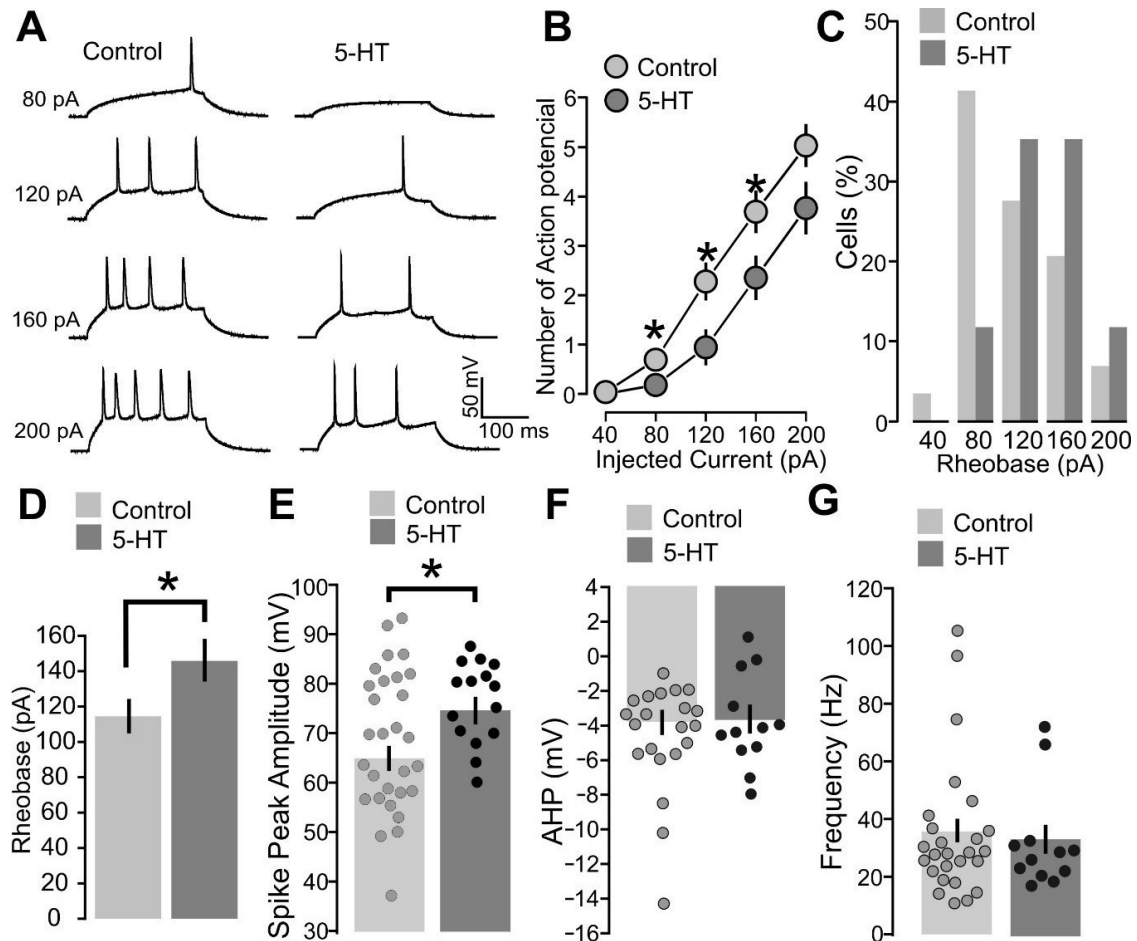 A
Control
5-HT
80 pA
120 pA
160 pA
200 pA
50 mV
100 ms
B
Control
5-HT
Number of Action potencial
6
5
4
3
2
1
0
40 80 120 160 200
Injected Current (pA)
*
*
*
C
Control
5-HT
Cells (%)
50
40
30
20
10
0
40 80 120 160 200
Rheobase (pA)
D
Control
5-HT
*
Rheobase (pA)
160
140
120
100
80
60
40
20
0
E
Control
5-HT
*
Spike Peak Amplitude (mV)
100
90
80
70
60
50
40
30
F
Control
5-HT
AHP (mV)
4
2
0
−2
−4
−6
−8
−10
−12
−14
−16
G
Control
5-HT
Frequency (Hz)
120
100
80
60
40
20
0